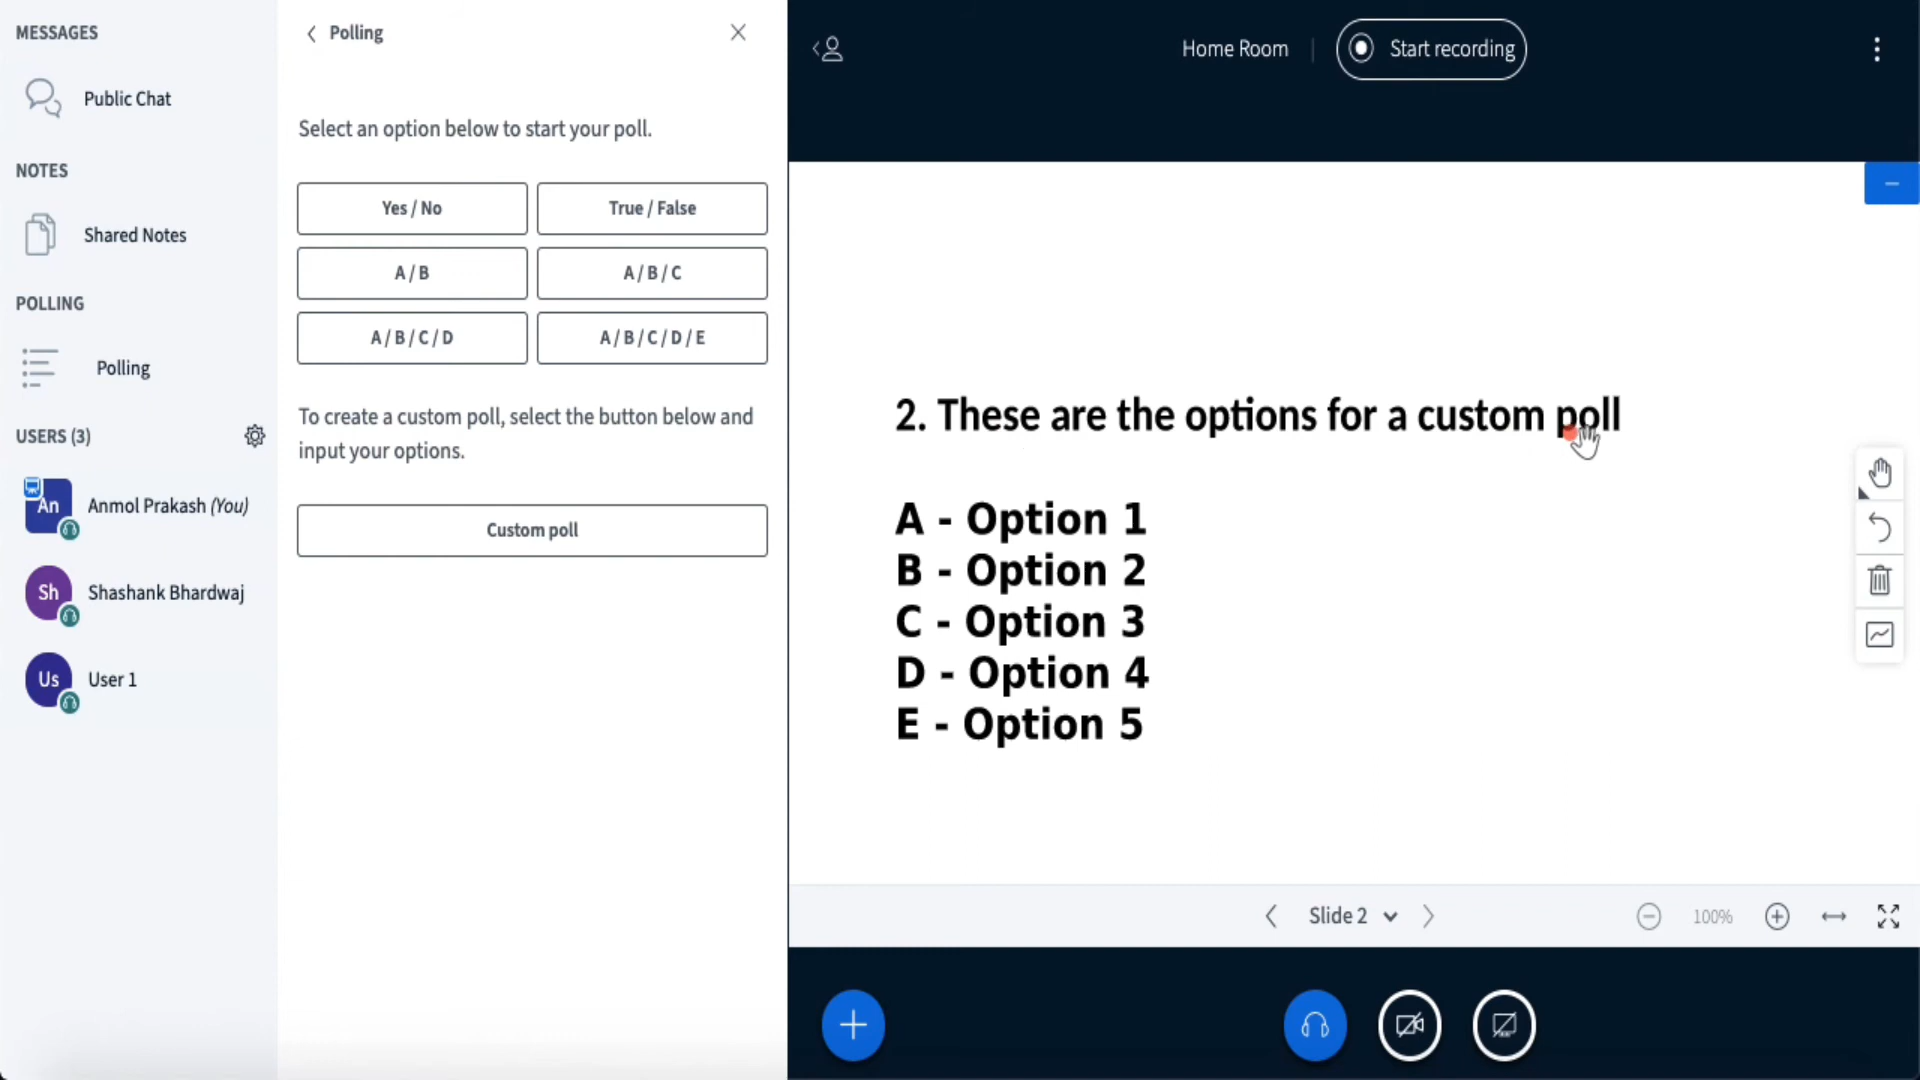 MESSAGES
Public Chat
NOTES
Shared Notes
POLLING
Polling
USERS (3)
An
Anmol Prakash (You)
Sh
Shashank Bhardwaj
Us
User 1
Polling
Select an option below to start your poll.
Yes / No
True / False
A / B
A / B / C
A / B / C / D
A / B / C / D / E
To create a custom poll, select the button below and
input your options.
Custom poll
Home Room
Start recording
2. These are the options for a custom poll
A - Option 1
B - Option 2
C - Option 3
D - Option 4
E - Option 5
Slide 2
100%